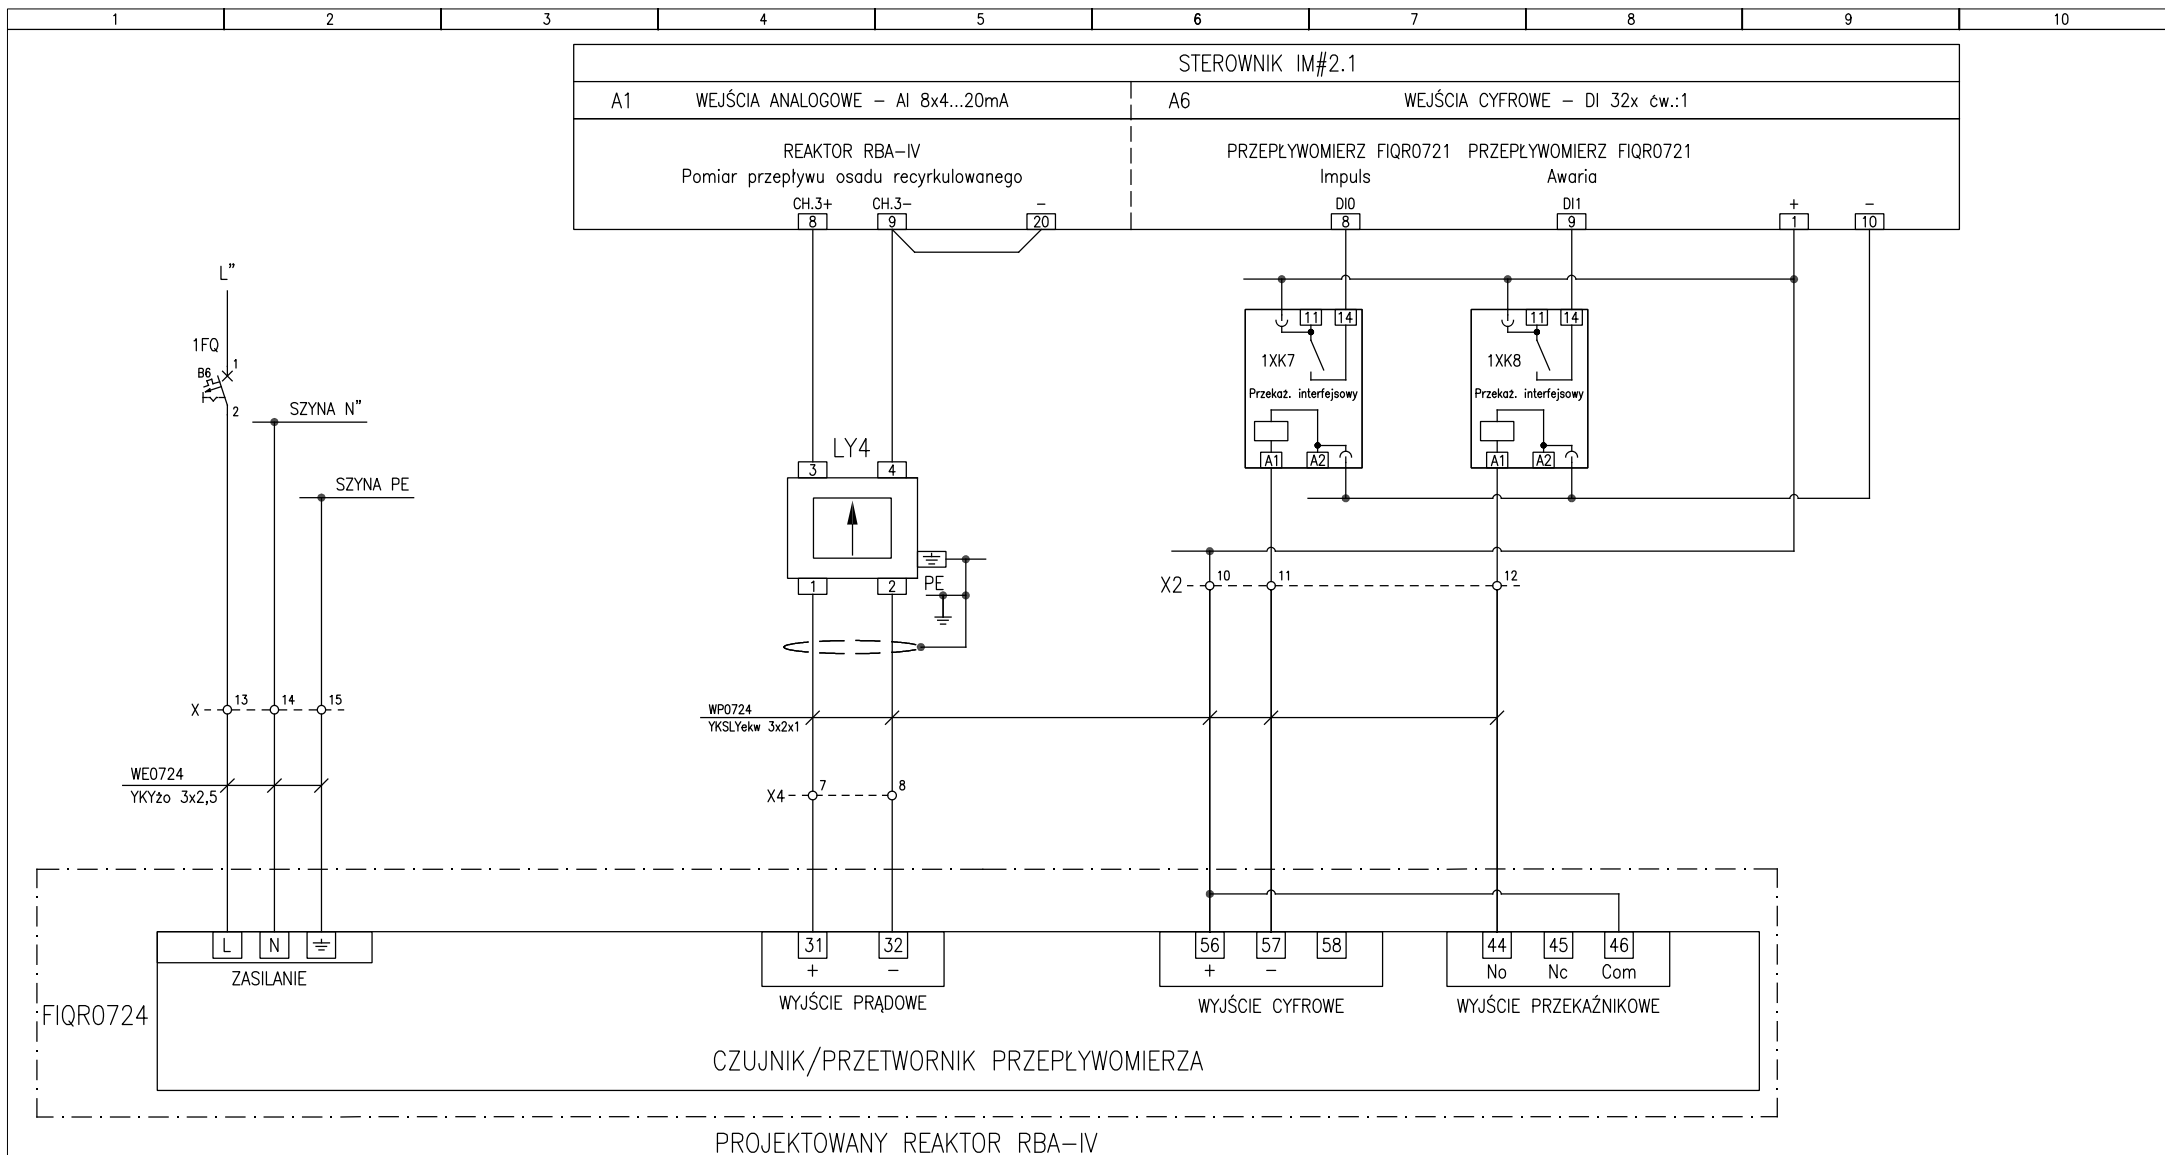 1 2 3 4 5 6 7 8 9 10
STEROWNIK IM#2.1
A1 WEJŚCIA ANALOGOWE – AI 8x4...20mA A6 WEJŚCIA CYFROWE – DI 32x ćw.:1
REAKTOR RBA–IV PRZEPŁYWOMIERZ FIQR0721 PRZEPŁYWOMIERZ FIQR0721
Pomiar przepływu osadu recyrkulowanego Impuls Awaria
CH.3+ CH.3– – DI0 DI1 + –
8 9 20 8 9 1 10
L"
11 14 11 14
1FQ 1
1XK7 1XK8
B6
2
Przekaź. interfejsowy Przekaź. interfejsowy
SZYNA N"
LY4
A1 A2 A1 A2
3 4
SZYNA PE
PE
1 2
X2 10 11 12
X 13 14 15
WP0724
YKSLYekw 3x2x1
WE0724
YKYżo 3x2,5
X4 7 8
L N 31 32 56 57 58 44 45 46
+ – + – No Nc Com
ZASILANIE
WYJŚCIE PRĄDOWE WYJŚCIE CYFROWE WYJŚCIE PRZEKAŹNIKOWE
FIQR0724
CZUJNIK/PRZETWORNIK PRZEPŁYWOMIERZA
PROJEKTOWANY REAKTOR RBA–IV